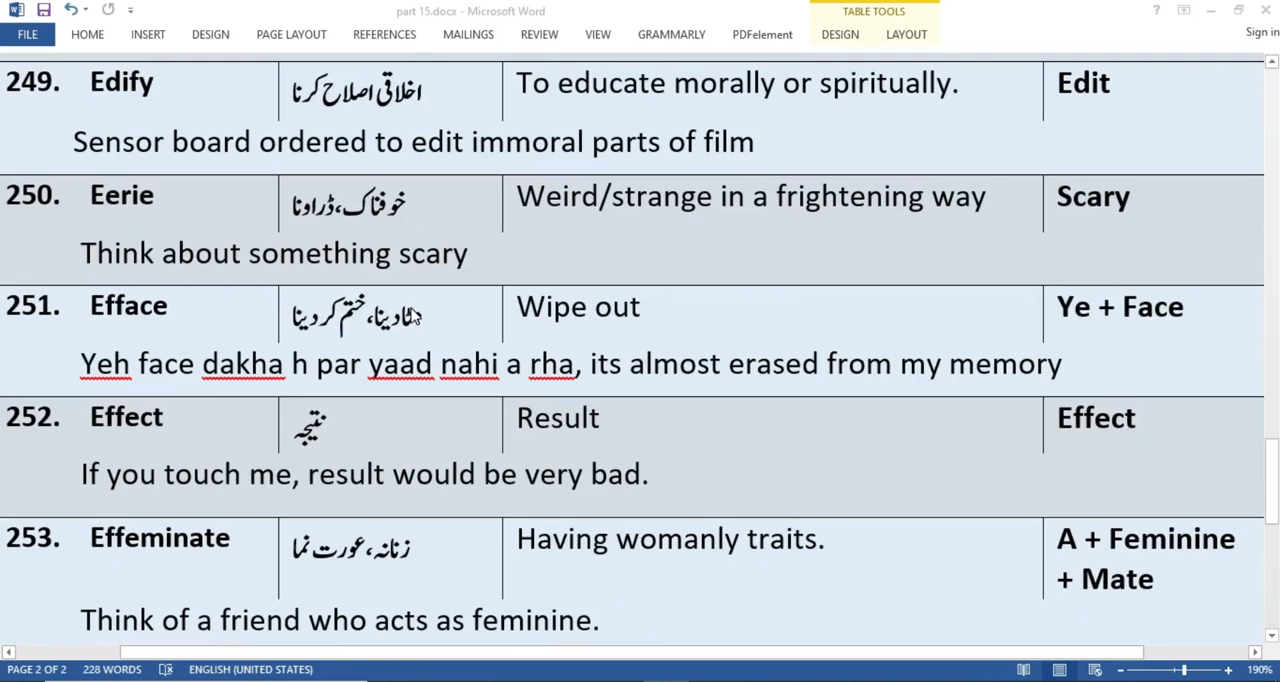 part 15.docx - Microsoft Word
TABLE TOOLS
?
FILE HOME INSERT DESIGN PAGE LAYOUT REFERENCES MAILINGS REVIEW VIEW GRAMMARLY PDFelement DESIGN LAYOUT Sign in
249. Edify اخلاقی اصلاح کرنا To educate morally or spiritually. Edit
Sensor board ordered to edit immoral parts of film
250. Eerie خوفناک، ڈراونا Weird/strange in a frightening way Scary
Think about something scary
251. Efface مٹادینا، ختم کر دینا Wipe out Ye + Face
Yeh face dakha h par yaad nahi a rha, its almost erased from my memory
252. Effect نتیجہ Result Effect
If you touch me, result would be very bad.
253. Effeminate زنانہ، عورت نما Having womanly traits. A + Feminine
+ Mate
Think of a friend who acts as feminine.
PAGE 2 OF 2 228 WORDS ENGLISH (UNITED STATES) 190%